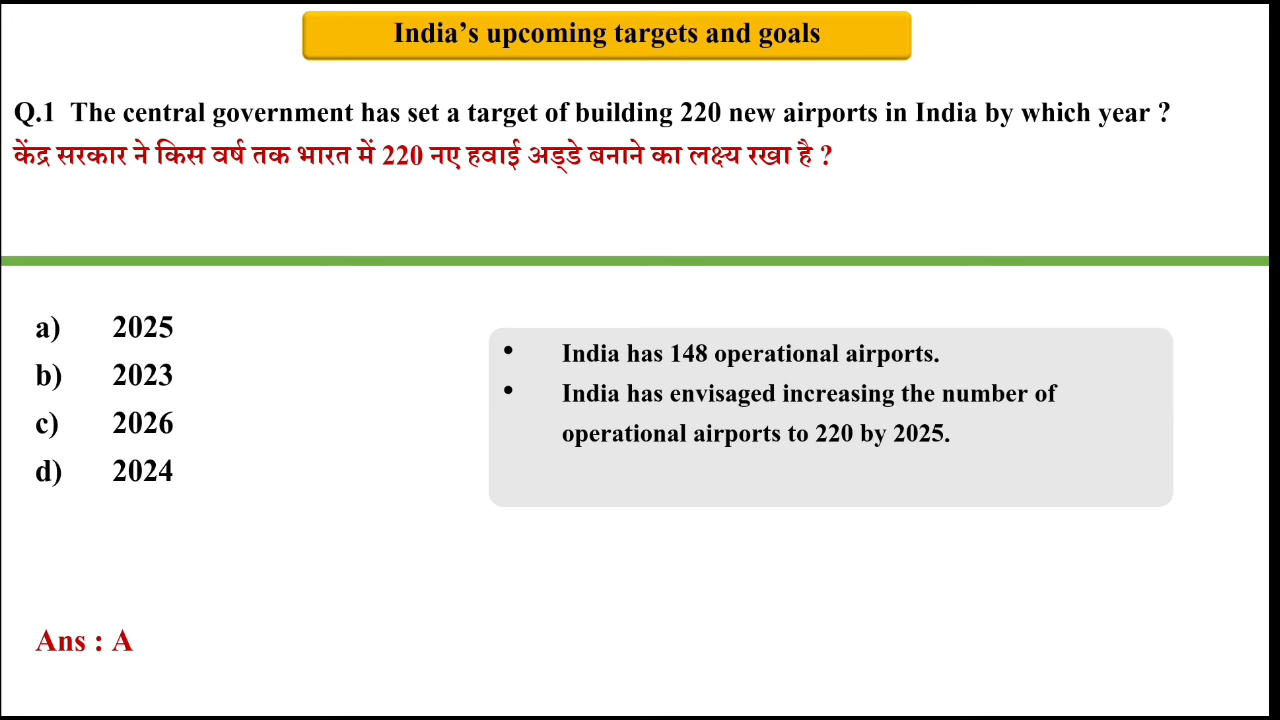 India’s upcoming targets and goals
Q.1 The central government has set a target of building 220 new airports in India by which year ?
केंद्र सरकार ने किस वर्ष तक भारत में 220 नए हवाई अड्डे बनाने का लक्ष्य रखा है ?
a) 2025
b) 2023
c) 2026
d) 2024
• India has 148 operational airports.
• India has envisaged increasing the number of
operational airports to 220 by 2025.
Ans : A